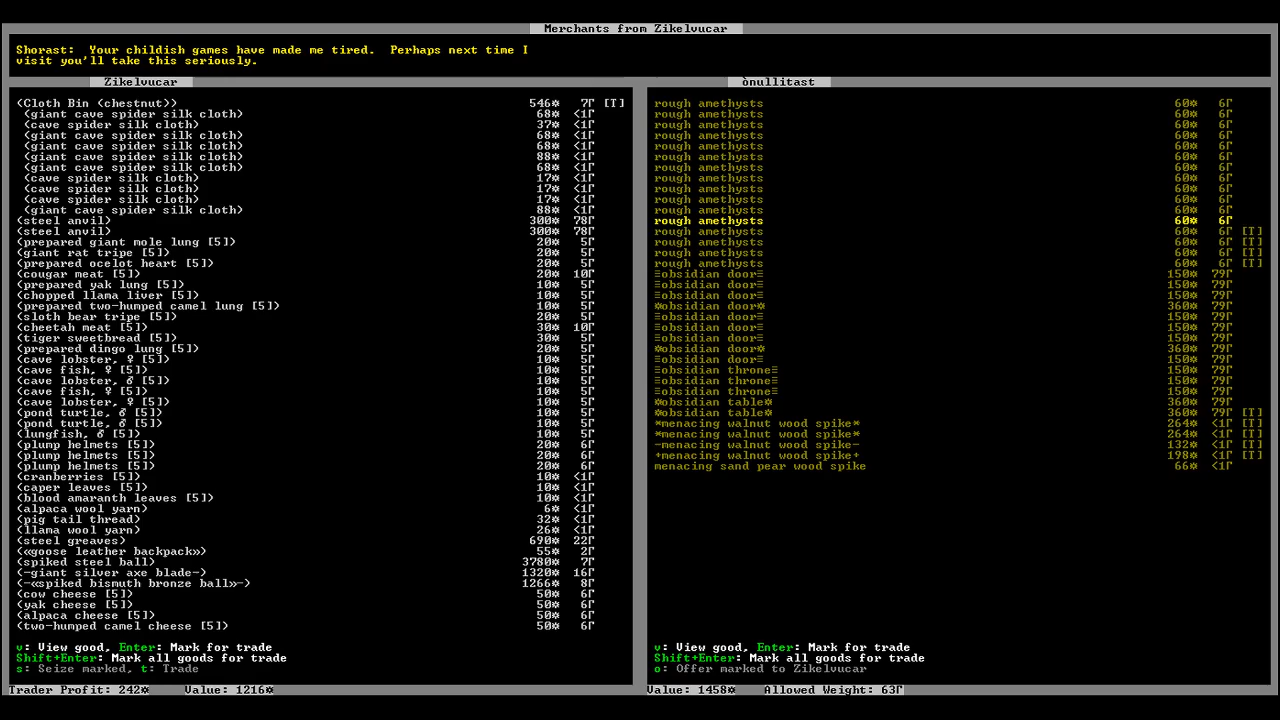 Merchants from Zikelvucar
Shorast:  Your childish games have made me tired.  Perhaps next time I
visit you'll take this seriously.
Zikelvucar
(Cloth Bin (chestnut)) 546☼ 7Γ [T]
(giant cave spider silk cloth) 68☼ <1Γ
(cave spider silk cloth) 37☼ <1Γ
(giant cave spider silk cloth) 68☼ <1Γ
(giant cave spider silk cloth) 68☼ <1Γ
(giant cave spider silk cloth) 88☼ <1Γ
(giant cave spider silk cloth) 68☼ <1Γ
(cave spider silk cloth) 17☼ <1Γ
(cave spider silk cloth) 17☼ <1Γ
(cave spider silk cloth) 17☼ <1Γ
(giant cave spider silk cloth) 88☼ <1Γ
(steel anvil) 300☼ 78Γ
(steel anvil) 300☼ 78Γ
(prepared giant mole lung [5]) 20☼ 5Γ
(giant rat tripe [5]) 20☼ 5Γ
(prepared ocelot heart [5]) 20☼ 5Γ
(cougar meat [5]) 20☼ 10Γ
(prepared yak lung [5]) 10☼ 5Γ
(chopped llama liver [5]) 10☼ 5Γ
(prepared two-humped camel lung [5]) 10☼ 5Γ
(sloth bear tripe [5]) 20☼ 5Γ
(cheetah meat [5]) 30☼ 10Γ
(tiger sweetbread [5]) 30☼ 5Γ
(prepared dingo lung [5]) 20☼ 5Γ
(cave lobster, ♀ [5]) 10☼ 5Γ
(cave fish, ♀ [5]) 10☼ 5Γ
(cave lobster, ♂ [5]) 10☼ 5Γ
(cave fish, ♂ [5]) 10☼ 5Γ
(cave lobster, ♀ [5]) 10☼ 5Γ
(pond turtle, ♂ [5]) 10☼ 5Γ
(pond turtle, ♂ [5]) 10☼ 5Γ
(lungfish, ♂ [5]) 10☼ 5Γ
(plump helmets [5]) 20☼ 6Γ
(plump helmets [5]) 20☼ 6Γ
(plump helmets [5]) 20☼ 6Γ
(cranberries [5]) 10☼ <1Γ
(caper leaves [5]) 10☼ <1Γ
(blood amaranth leaves [5]) 10☼ <1Γ
(alpaca wool yarn) 6☼ <1Γ
(pig tail thread) 32☼ <1Γ
(llama wool yarn) 26☼ <1Γ
(steel greaves) 690☼ 22Γ
(«goose leather backpack») 55☼ 2Γ
(spiked steel ball) 3780☼ 7Γ
(-giant silver axe blade-) 1320☼ 16Γ
(-«spiked bismuth bronze ball»-) 1266☼ 8Γ
(cow cheese [5]) 50☼ 6Γ
(yak cheese [5]) 50☼ 6Γ
(alpaca cheese [5]) 50☼ 6Γ
(two-humped camel cheese [5]) 50☼ 6Γ
v: View good, Enter: Mark for trade
Shift+Enter: Mark all goods for trade
s: Seize marked, t: Trade
Trader Profit: 242☼ Value: 1216☼
ònullitast
rough amethysts 60☼ 6Γ
rough amethysts 60☼ 6Γ
rough amethysts 60☼ 6Γ
rough amethysts 60☼ 6Γ
rough amethysts 60☼ 6Γ
rough amethysts 60☼ 6Γ
rough amethysts 60☼ 6Γ
rough amethysts 60☼ 6Γ
rough amethysts 60☼ 6Γ
rough amethysts 60☼ 6Γ
rough amethysts 60☼ 6Γ
rough amethysts 60☼ 6Γ
rough amethysts 60☼ 6Γ [T]
rough amethysts 60☼ 6Γ [T]
rough amethysts 60☼ 6Γ [T]
rough amethysts 60☼ 6Γ [T]
≡obsidian door≡ 150☼ 79Γ
≡obsidian door≡ 150☼ 79Γ
≡obsidian door≡ 150☼ 79Γ
☼obsidian door☼ 360☼ 79Γ
≡obsidian door≡ 150☼ 79Γ
≡obsidian door≡ 150☼ 79Γ
≡obsidian door≡ 150☼ 79Γ
☼obsidian door☼ 360☼ 79Γ
≡obsidian door≡ 150☼ 79Γ
≡obsidian throne≡ 150☼ 79Γ
≡obsidian throne≡ 150☼ 79Γ
≡obsidian throne≡ 150☼ 79Γ
☼obsidian table☼ 360☼ 79Γ
☼obsidian table☼ 360☼ 79Γ [T]
*menacing walnut wood spike* 264☼ <1Γ [T]
*menacing walnut wood spike* 264☼ <1Γ [T]
-menacing walnut wood spike- 132☼ <1Γ [T]
+menacing walnut wood spike+ 198☼ <1Γ [T]
menacing sand pear wood spike 66☼ <1Γ
v: View good, Enter: Mark for trade
Shift+Enter: Mark all goods for trade
o: Offer marked to Zikelvucar
Value: 1458☼ Allowed Weight: 63Γ